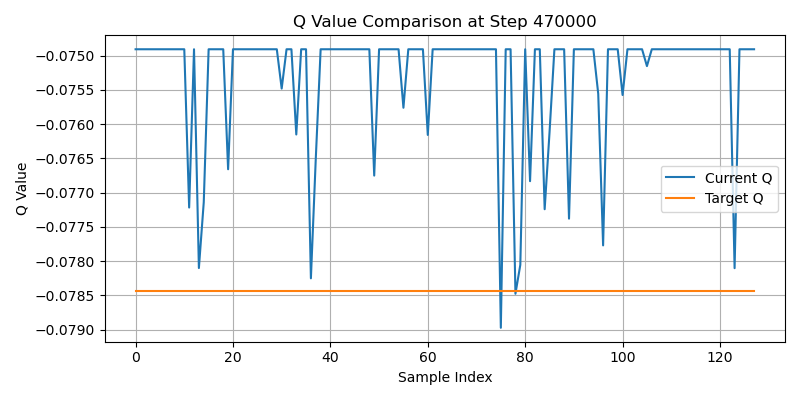 Q Value Comparison at Step 470000
Q Value
−0.0750
−0.0755
−0.0760
−0.0765
−0.0770
−0.0775
−0.0780
−0.0785
−0.0790
Current Q
Target Q
0 20 40 60 80 100 120
Sample Index